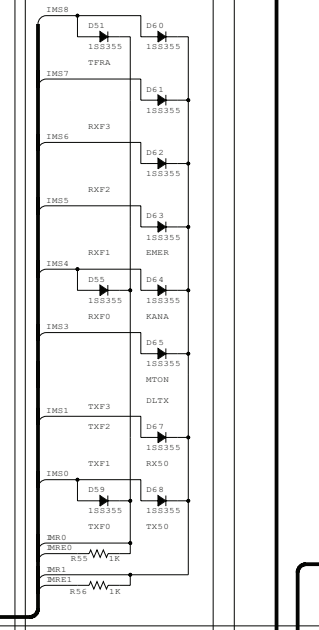 IMS8
D51 D60
1SS355 1SS355
TFRA
IMS7
D61
1SS355
RXF3
IMS6
D62
1SS355
RXF2
IMS5
D63
1SS355
RXF1 EMER
IMS4
D55 D64
1SS355 1SS355
RXF0 KANA
IMS3
D65
1SS355
MTON
DLTX
TXF3
IMS1
TXF2 D67
1SS355
TXF1 RX50
IMS0
D59 D68
1SS355 1SS355
TXF0 TX50
IMR0
IMRE0
R55 1K
IMR1
IMRE1
R56 1K